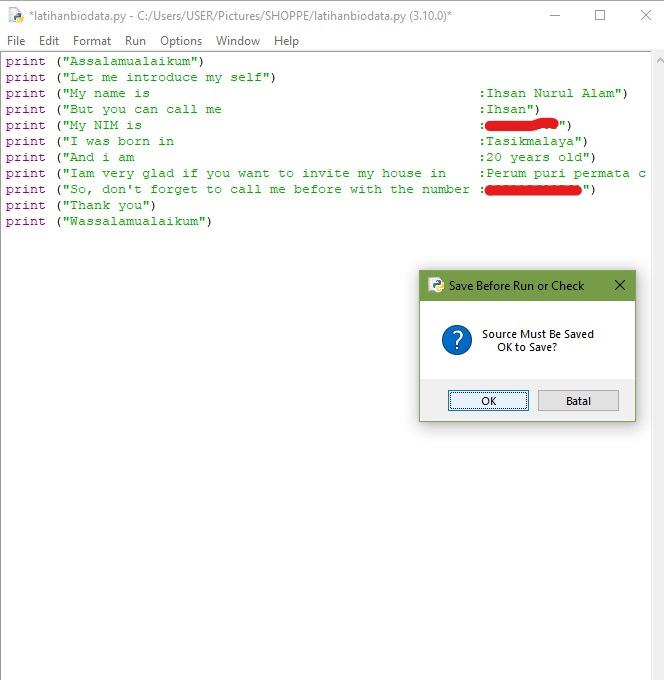 *latihanbiodata.py - C:/Users/USER/Pictures/SHOPPE/latihanbiodata.py (3.10.0)*
File Edit Format Run Options Window Help
print ("Assalamualaikum")
print ("Let me introduce my self")
print ("My name is :Ihsan Nurul Alam")
print ("But you can call me :Ihsan")
print ("My NIM is :")
print ("I was born in :Tasikmalaya")
print ("And i am :20 years old")
print ("Iam very glad if you want to invite my house in :Perum puri permata c
print ("So, don't forget to call me before with the number :")
print ("Thank you")
print ("Wassalamualaikum")
Save Before Run or Check
Source Must Be Saved
OK to Save?
OK Batal